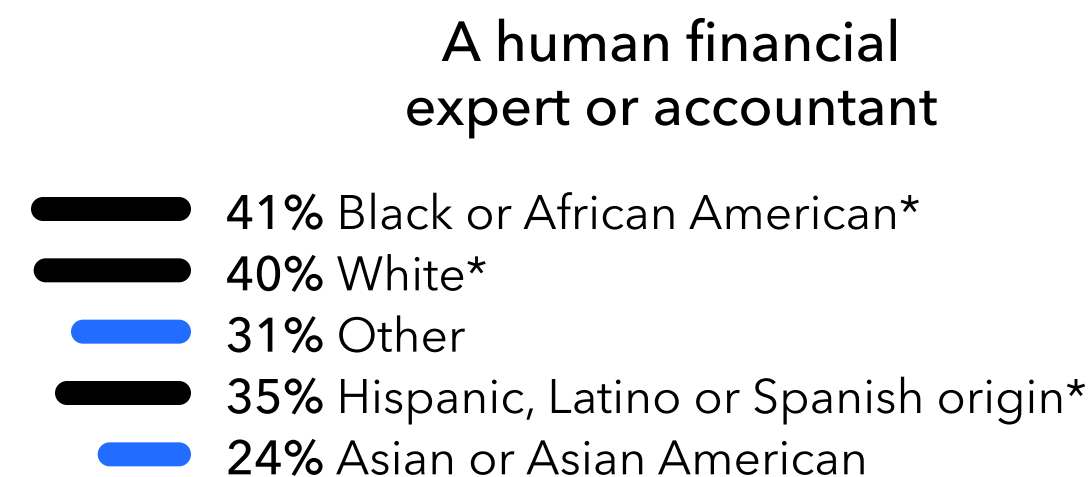 A human financial
expert or accountant
41% Black or African American*
40% White*
31% Other
35% Hispanic, Latino or Spanish origin*
24% Asian or Asian American